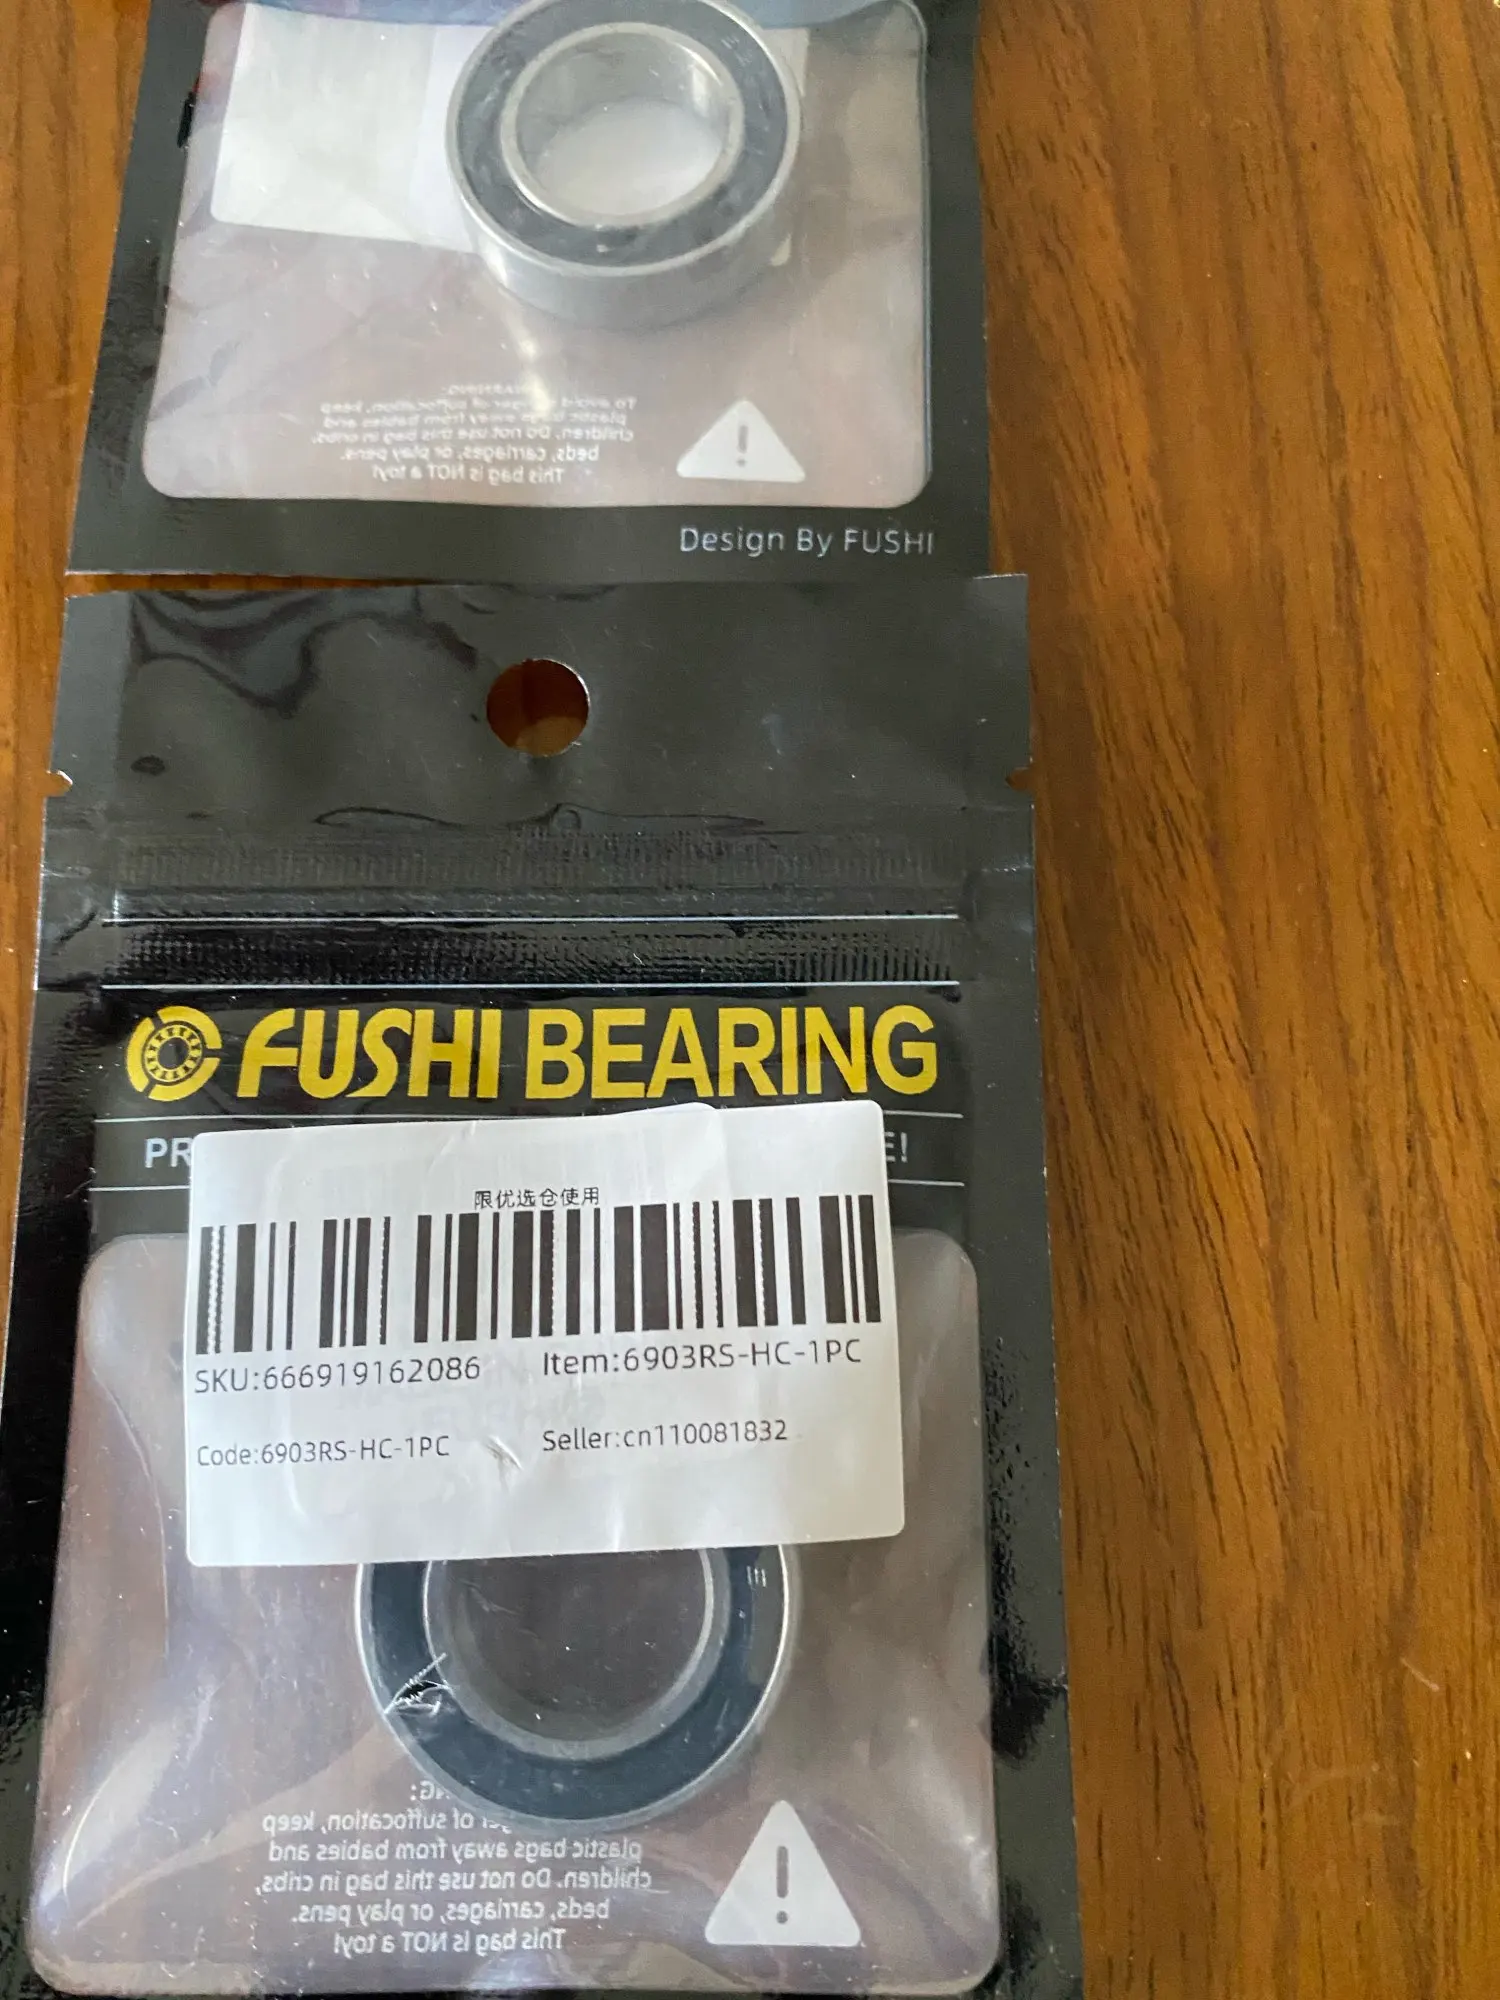 To avoid danger of suffocation, keep
plastic bags away from babies and
children. Do not use this bag in cribs,
beds, carriages, or play pens.
This bag is NOT a toy!
Design By FUSHI
FUSHI BEARING
PR E!
限优选仓使用
SKU:666919162086 Item:6903RS-HC-1PC
Code:6903RS-HC-1PC Seller:cn110081832
NG:
of suffocation, keep
plastic bags away from babies and
children. Do not use this bag in cribs,
beds, carriages, or play pens.
This bag is NOT a toy!